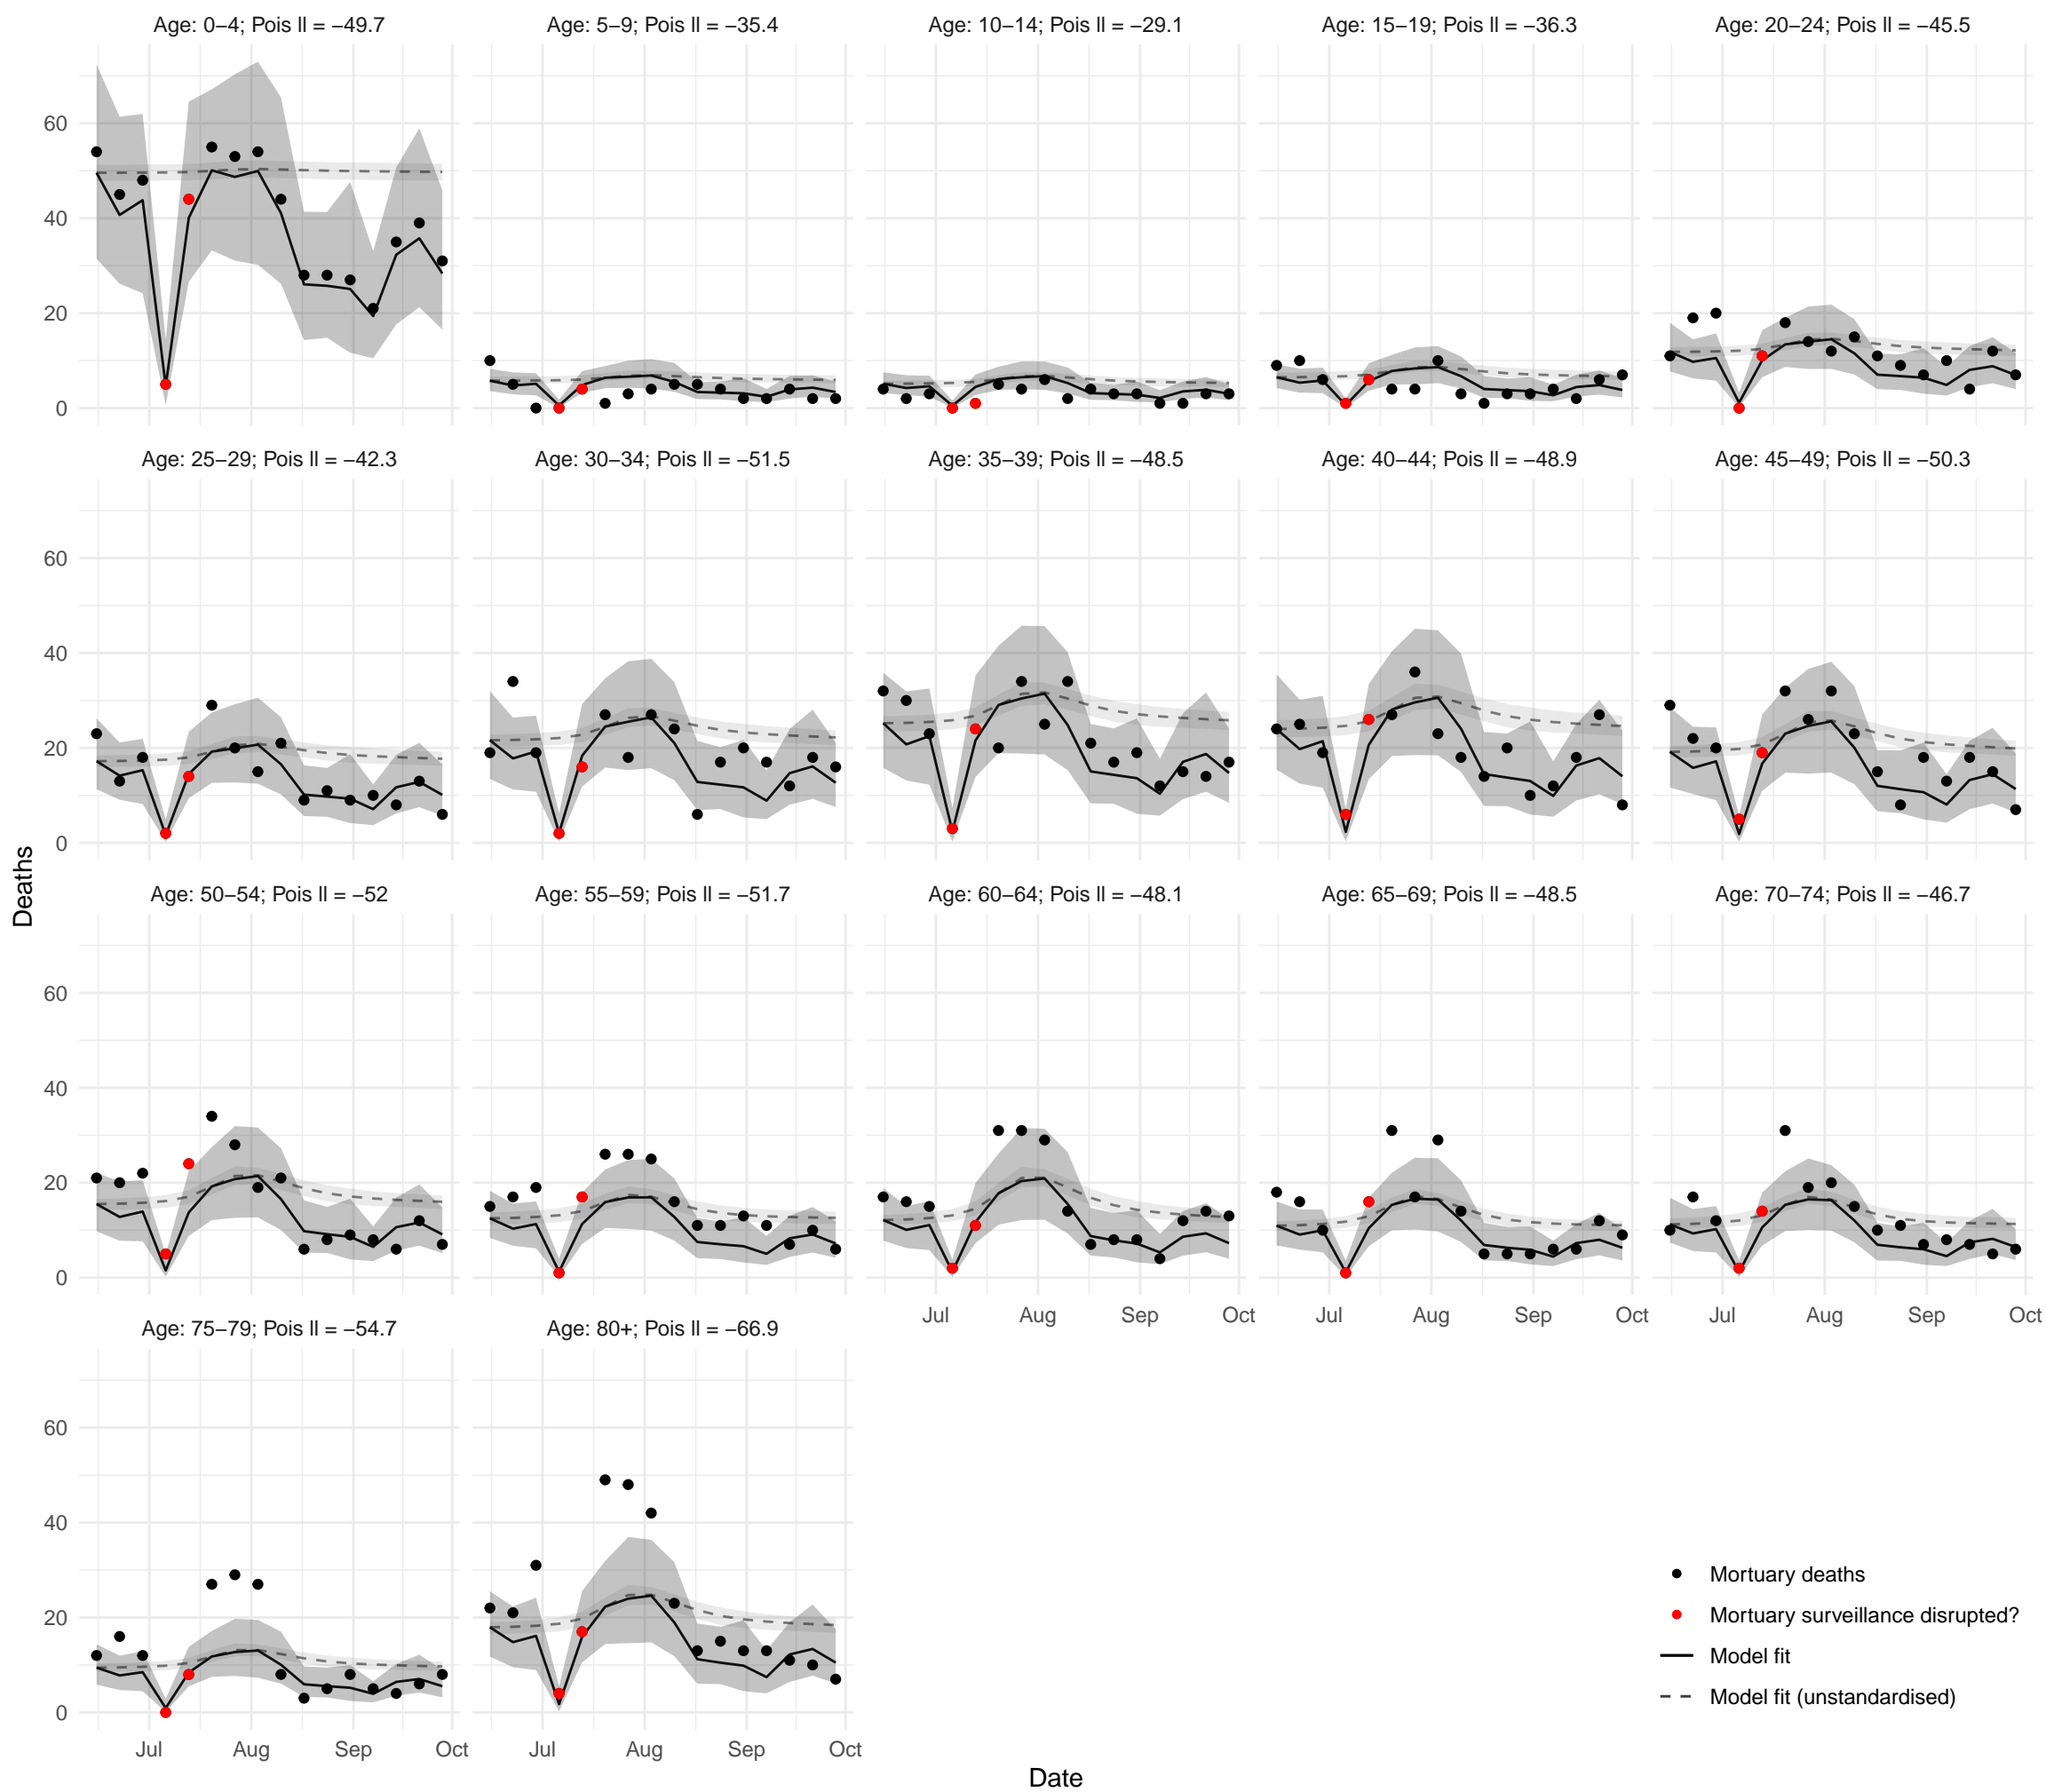 Age: 0−4; Pois ll = −49.7
Age: 5−9; Pois ll = −35.4
Age: 10−14; Pois ll = −29.1
Age: 15−19; Pois ll = −36.3
Age: 20−24; Pois ll = −45.5
60
40
20
0
Age: 25−29; Pois ll = −42.3
Age: 30−34; Pois ll = −51.5
Age: 35−39; Pois ll = −48.5
Age: 40−44; Pois ll = −48.9
Age: 45−49; Pois ll = −50.3
60
40
20
0
Deaths
Age: 50−54; Pois ll = −52
Age: 55−59; Pois ll = −51.7
Age: 60−64; Pois ll = −48.1
Age: 65−69; Pois ll = −48.5
Age: 70−74; Pois ll = −46.7
60
40
20
0
Jul Aug Sep Oct
Jul Aug Sep Oct
Jul Aug Sep Oct
Age: 75−79; Pois ll = −54.7
Age: 80+; Pois ll = −66.9
60
40
20
0
Jul Aug Sep Oct
Jul Aug Sep Oct
Mortuary deaths
Mortuary surveillance disrupted?
Model fit
Model fit (unstandardised)
Date